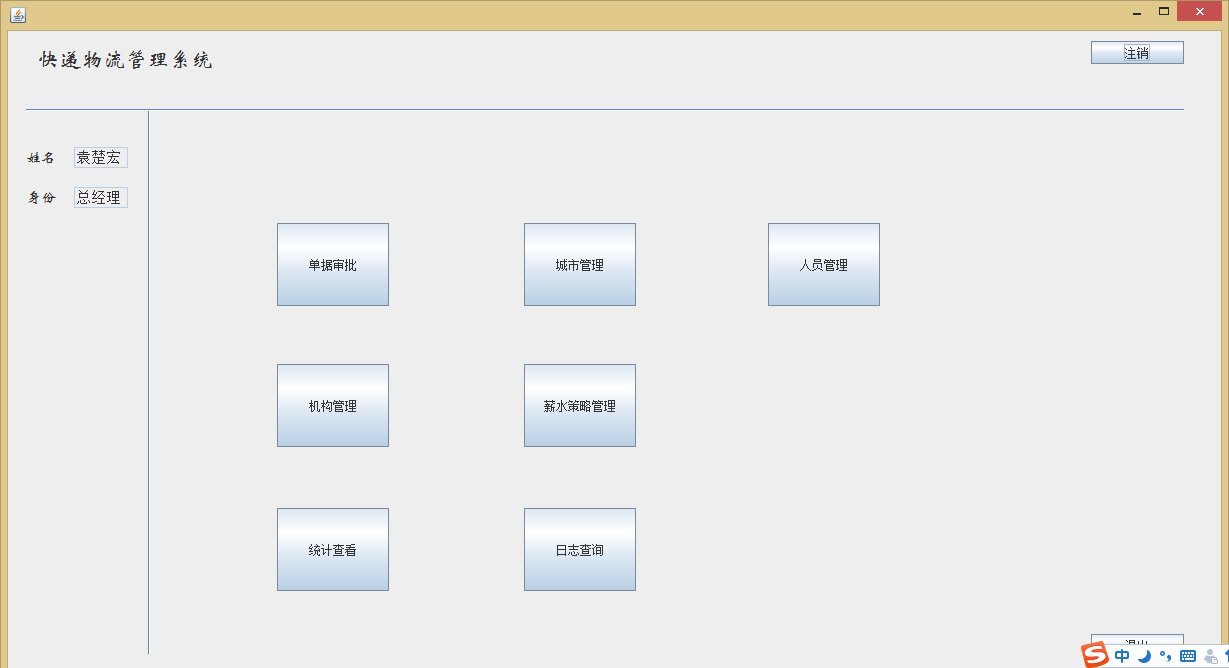 快递物流管理系统
注销
姓名 袁楚宏
身份 总经理
单据审批 城市管理 人员管理
机构管理 薪水策略管理
统计查看 日志查询
中